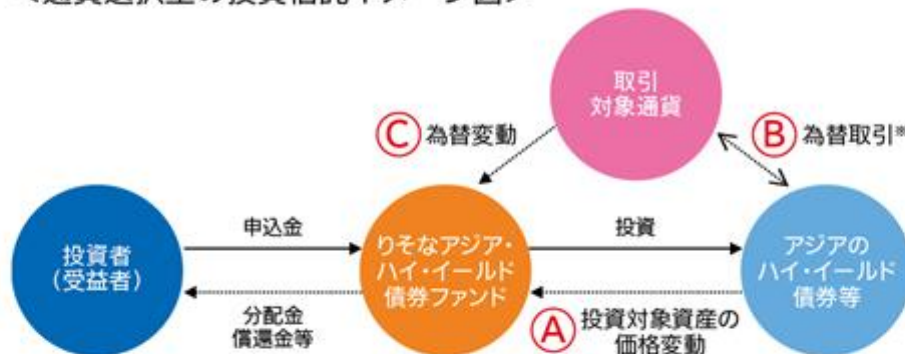 取引
対象通貨
Ⓒ 為替変動
Ⓑ 為替取引※
投資者
(受益者)
申込金
分配金
償還金等
りそなアジア・
ハイ・イールド
債券ファンド
投資
Ⓐ 投資対象資産の
価格変動
アジアの
ハイ・イールド
債券等